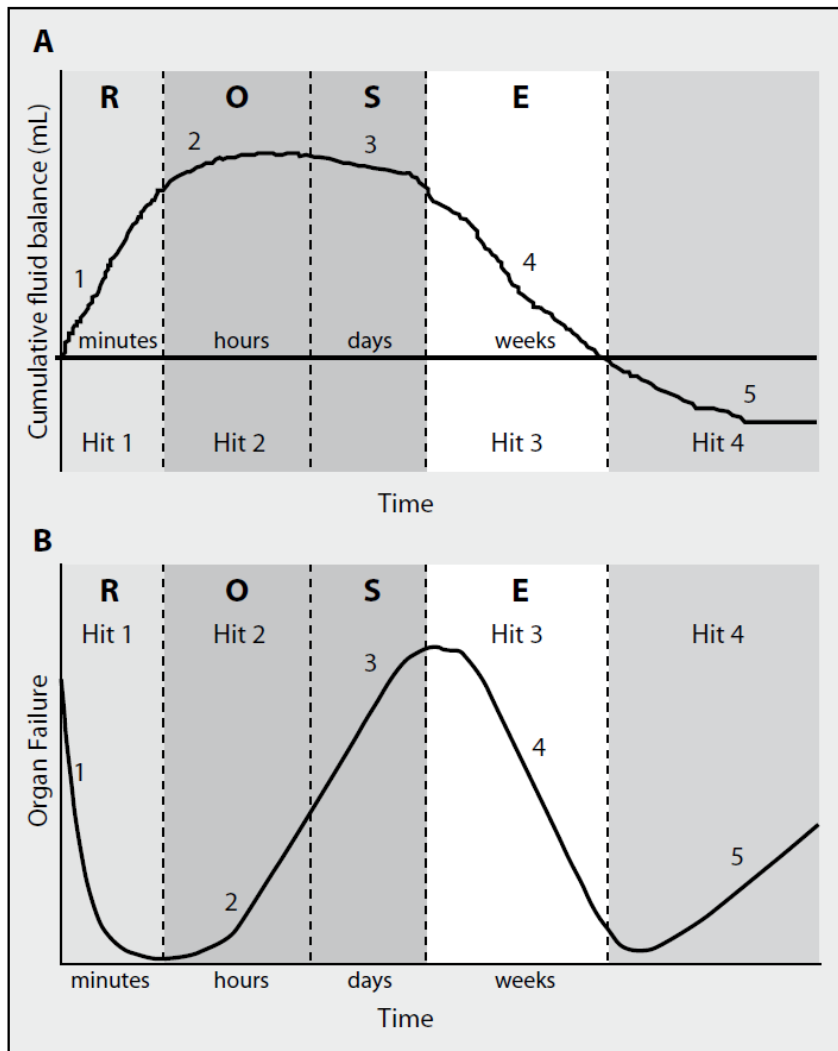 A
R O S E
Cumulative fluid balance (mL)
1
2
3
4
5
minutes hours days weeks
Hit 1 Hit 2 Hit 3 Hit 4
Time
B
R O S E
Hit 1 Hit 2 Hit 3 Hit 4
Organ Failure
1
2
3
4
5
minutes hours days weeks
Time